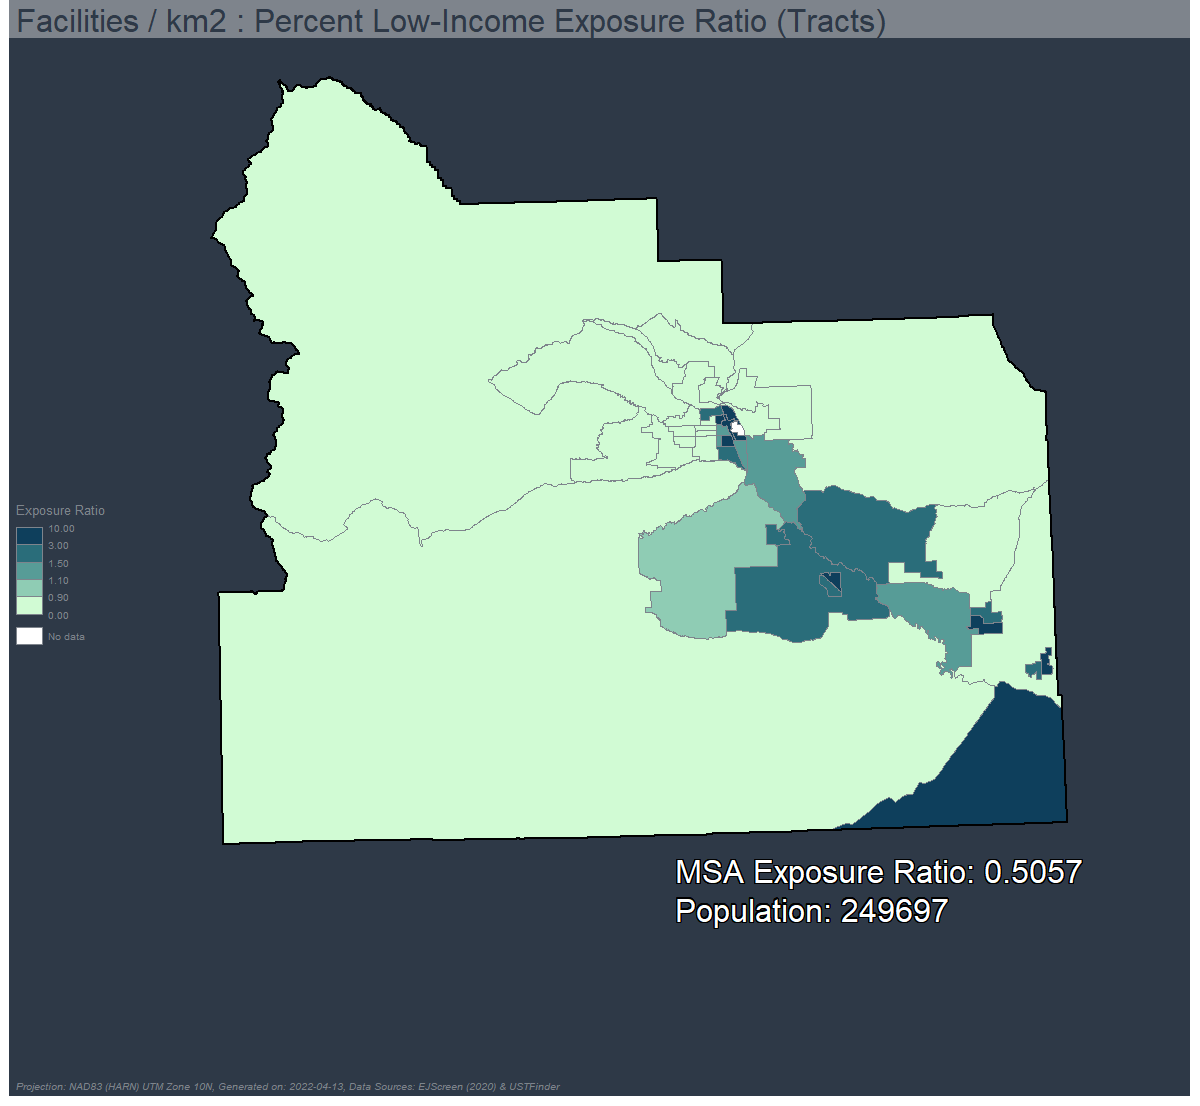 Facilities / km2 : Percent Low-Income Exposure Ratio (Tracts)
Exposure Ratio
10.00
3.00
1.50
1.10
0.90
0.00
No data
MSA Exposure Ratio: 0.5057
Population: 249697
Projection: NAD83 (HARN) UTM Zone 10N, Generated on: 2022-04-13, Data Sources: EJScreen (2020) & USTFinder